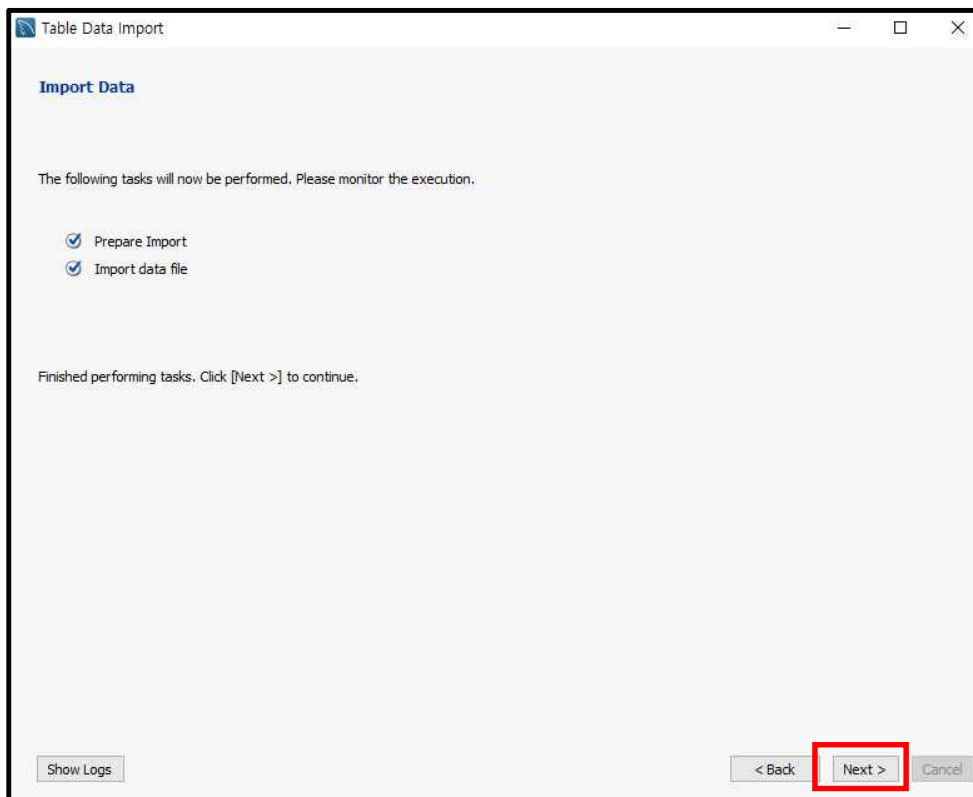 Table Data Import
Import Data
The following tasks will now be performed. Please monitor the execution.
Prepare Import
Import data file
Finished performing tasks. Click [Next >] to continue.
Show Logs
< Back
Next >
Cancel